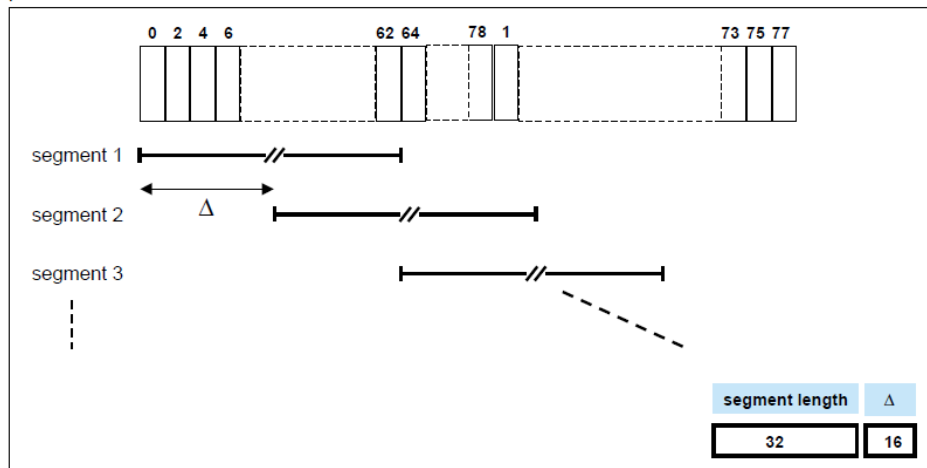 0 2 4 6 62 64 78 1 73 75 77
segment 1
Δ
segment 2
segment 3
segment length Δ
32 16